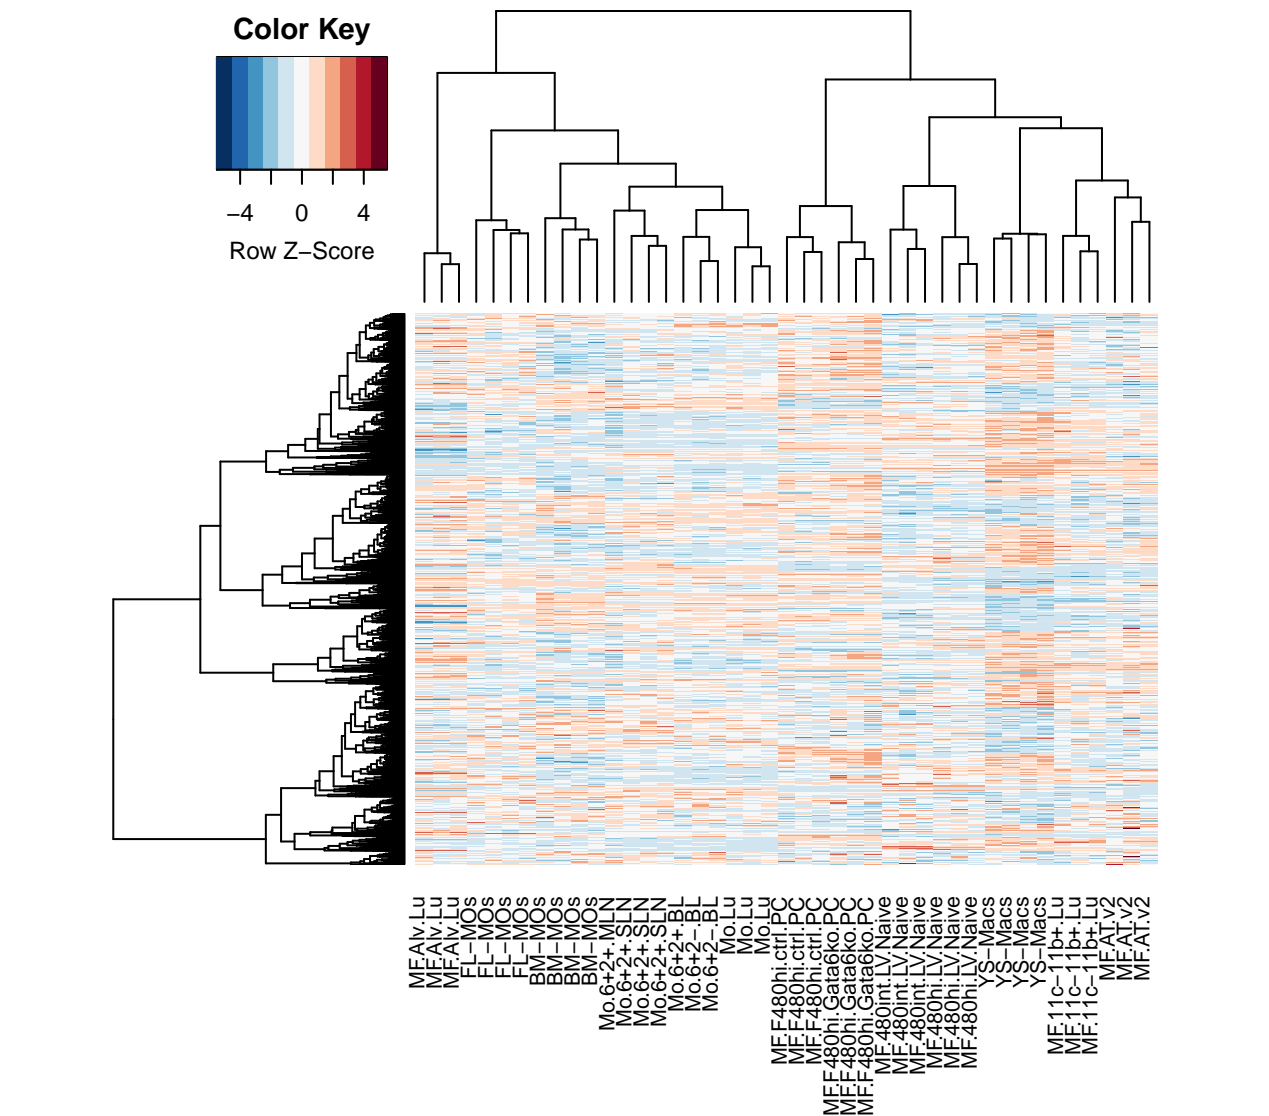 Color Key
−4 0 4
Row Z−Score
MF.Alv.Lu
MF.Alv.Lu
MF.Alv.Lu
FL−MOs
FL−MOs
FL−MOs
FL−MOs
BM−MOs
BM−MOs
BM−MOs
BM−MOs
Mo.6+2+.MLN
Mo.6+2+.SLN
Mo.6+2+.SLN
Mo.6+2+.SLN
Mo.6+2+.BL
Mo.6+2−.BL
Mo.6+2−.BL
Mo.Lu
Mo.Lu
Mo.Lu
MF.F480hi.ctrl.PC
MF.F480hi.ctrl.PC
MF.F480hi.ctrl.PC
MF.F480hi.Gata6ko.PC
MF.F480hi.Gata6ko.PC
MF.F480hi.Gata6ko.PC
MF.480int.LV.Naive
MF.480int.LV.Naive
MF.480int.LV.Naive
MF.480hi.LV.Naive
MF.480hi.LV.Naive
MF.480hi.LV.Naive
YS−Macs
YS−Macs
YS−Macs
YS−Macs
MF.11c−11b+.Lu
MF.11c−11b+.Lu
MF.11c−11b+.Lu
MF.AT.v2
MF.AT.v2
MF.AT.v2